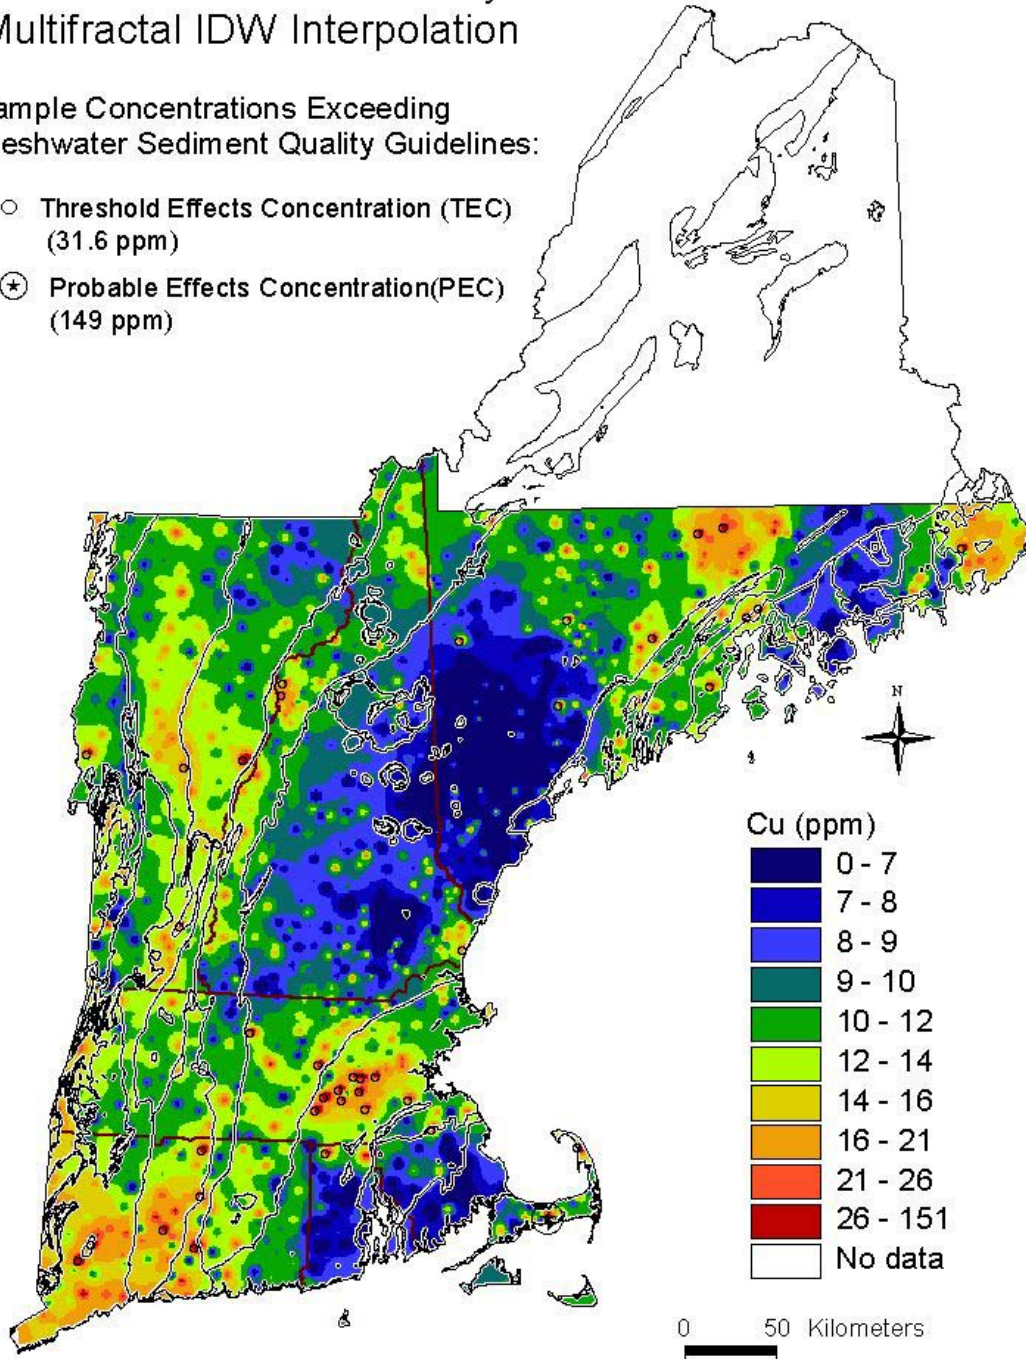 Multifractal IDW Interpolation
ample Concentrations Exceeding
eshwater Sediment Quality Guidelines:
Threshold Effects Concentration (TEC)
(31.6 ppm)
Probable Effects Concentration(PEC)
(149 ppm)
N
Cu (ppm)
0 - 7
7 - 8
8 - 9
9 - 10
10 - 12
12 - 14
14 - 16
16 - 21
21 - 26
26 - 151
No data
0 50 Kilometers